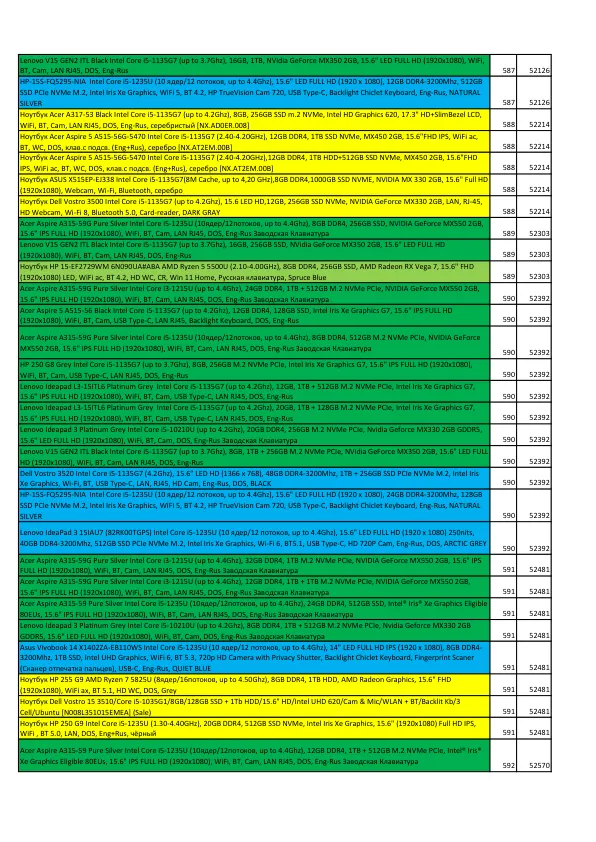 Lenovo V15 GEN2 ITL Black Intel Core i5-1135G7 (up to 3.7Ghz), 16GB, 1TB, NVidia GeForce MX350 2GB, 15.6" LED FULL HD (1920x1080), WiFi,
BT, Cam, LAN RJ45, DOS, Eng-Rus 587 52126
HP-15S-FQ5295-NIA  Intel Core i5-1235U (10 ядер/12 потоков, up to 4.4Ghz), 15.6" LED FULL HD (1920 x 1080), 12GB DDR4-3200Mhz, 512GB
SSD PCIe NVMe M.2, Intel Iris Xe Graphics, WIFI 5, BT 4.2, HP TrueVision Cam 720, USB Type-C, Backlight Chiclet Keyboard, Eng-Rus, NATURAL
SILVER 587 52126
Ноутбук Acer A317-53 Black Intel Core i5-1135G7 (up to 4.2Ghz), 8GB, 256GB SSD m.2 NVMe, Intel HD Graphics 620, 17.3" HD+SlimBezel LCD,
WiFi, BT, Cam, LAN RJ45, DOS, Eng-Rus, серебристый [NX.AD0ER.008] 588 52214
Ноутбук Acer Aspire 5 A515-56G-5470 Intel Core i5-1135G7 (2.40-4.20GHz), 12GB DDR4, 1TB SSD NVME, MX450 2GB, 15.6"FHD IPS, WiFi ac,
BT, WC, DOS, клав.с подсв. (Eng+Rus), серебро [NX.AT2EM.00B] 588 52214
Ноутбук Acer Aspire 5 A515-56G-5470 Intel Core i5-1135G7 (2.40-4.20GHz),12GB DDR4, 1TB HDD+512GB SSD NVME, MX450 2GB, 15.6"FHD
IPS, WiFi ac, BT, WC, DOS, клав.с подсв. (Eng+Rus), серебро [NX.AT2EM.00B] 588 52214
Ноутбук ASUS X515EP-EJ338 Intel Core i5-1135G7(8M Cache, up to 4,20 GHz),8GB DDR4,1000GB SSD NVME, NVIDIA MX 330 2GB, 15.6" Full HD
(1920x1080), Webcam, Wi-Fi, Bluetooth, серебро 588 52214
Ноутбук Dell Vostro 3500 Intel Core i5-1135G7 (up to 4.2Ghz), 15.6 LED HD,12GB, 256GB SSD NVMe, NVIDIA GeForce MX330 2GB, LAN, RJ-45,
HD Webcam, Wi-Fi 8, Bluetooth 5.0, Card-reader, DARK GRAY 588 52214
Acer Aspire A315-59G Pure Silver Intel Core i5-1235U (10ядер/12потоков, up to 4.4Ghz), 8GB DDR4, 256GB SSD, NVIDIA GeForce MX550 2GB,
15.6" IPS FULL HD (1920x1080), WiFi, BT, Cam, LAN RJ45, DOS, Eng-Rus Заводская Клавиатура 589 52303
Lenovo V15 GEN2 ITL Black Intel Core i5-1135G7 (up to 3.7Ghz), 16GB, 256GB SSD, NVidia GeForce MX350 2GB, 15.6" LED FULL HD
(1920x1080), WiFi, BT, Cam, LAN RJ45, DOS, Eng-Rus 589 52303
Ноутбук HP 15-EF2729WM 6N090UA#ABA AMD Ryzen 5 5500U (2.10-4.00GHz), 8GB DDR4, 256GB SSD, AMD Radeon RX Vega 7, 15.6" FHD
(1920x1080) LED, WiFi ac, BT 4.2, HD WC, CR, Win 11 Home, Русская клавиатура, Spruce Blue 589 52303
Acer Aspire A315-59G Pure Silver Intel Core i3-1215U (up to 4.4Ghz), 24GB DDR4, 1TB + 512GB M.2 NVMe PCIe, NVIDIA GeForce MX550 2GB,
15.6" IPS FULL HD (1920x1080), WiFi, BT, Cam, LAN RJ45, DOS, Eng-Rus Заводская Клавиатура 590 52392
Acer Aspire 5 A515-56 Black Intel Core i5-1135G7 (up to 4.2Ghz), 12GB DDR4, 128GB SSD, Intel Iris Xe Graphics G7, 15.6" IPS FULL HD
(1920x1080), WiFi, BT, Cam, USB Type-C, LAN RJ45, Backlight Keyboard, DOS, Eng-Rus 590 52392
Acer Aspire A315-59G Pure Silver Intel Core i5-1235U (10ядер/12потоков, up to 4.4Ghz), 8GB DDR4, 512GB M.2 NVMe PCIe, NVIDIA GeForce
MX550 2GB, 15.6" IPS FULL HD (1920x1080), WiFi, BT, Cam, LAN RJ45, DOS, Eng-Rus Заводская Клавиатура 590 52392
HP 250 G8 Grey Intel Core i5-1135G7 (up to 3.7Ghz), 8GB, 256GB M.2 NVMe PCIe, Intel Iris Xe Graphics G7, 15.6" IPS FULL HD (1920x1080),
WiFi, BT, Cam, USB Type-C, LAN RJ45, DOS, Eng-Rus 590 52392
Lenovo Ideapad L3-15ITL6 Platinum Grey  Intel Core i5-1135G7 (up to 4.2Ghz), 12GB, 1TB + 512GB M.2 NVMe PCIe, Intel Iris Xe Graphics G7,
15.6" IPS FULL HD (1920x1080), WiFi, BT, Cam, USB Type-C, LAN RJ45, DOS, Eng-Rus 590 52392
Lenovo Ideapad L3-15ITL6 Platinum Grey  Intel Core i5-1135G7 (up to 4.2Ghz), 20GB, 1TB + 128GB M.2 NVMe PCIe, Intel Iris Xe Graphics G7,
15.6" IPS FULL HD (1920x1080), WiFi, BT, Cam, USB Type-C, LAN RJ45, DOS, Eng-Rus 590 52392
Lenovo Ideapad 3 Platinum Grey Intel Core i5-10210U (up to 4.2Ghz), 20GB DDR4, 256GB M.2 NVMe PCIe, Nvidia GeForce MX330 2GB GDDR5,
15.6" LED FULL HD (1920x1080), WiFi, BT, Cam, DOS, Eng-Rus Заводская Клавиатура 590 52392
Lenovo V15 GEN2 ITL Black Intel Core i5-1135G7 (up to 3.7Ghz), 8GB, 1TB + 256GB M.2 NVMe PCIe, NVidia GeForce MX350 2GB, 15.6" LED FULL
HD (1920x1080), WiFi, BT, Cam, LAN RJ45, DOS, Eng-Rus 590 52392
Dell Vostro 3520 Intel Core i5-1135G7 (4.2Ghz), 15.6" LED HD (1366 x 768), 48GB DDR4-3200Mhz, 1TB + 256GB SSD PCIe NVMe M.2, Intel Iris
Xe Graphics, Wi-Fi, BT, USB Type-C, LAN, HD Cam, Eng-Rus, DOS, BLACK 590 52392
HP-15S-FQ5295-NIA  Intel Core i5-1235U (10 ядер/12 потоков, up to 4.4Ghz), 15.6" LED FULL HD (1920 x 1080), 24GB DDR4-3200Mhz, 128GB
SSD PCIe NVMe M.2, Intel Iris Xe Graphics, WIFI 5, BT 4.2, HP TrueVision Cam 720, USB Type-C, Backlight Chiclet Keyboard, Eng-Rus, NATURAL
SILVER 590 52392
Lenovo IdeaPad 3 15IAU7 (82RK00TGPS) Intel Core i5-1235U (10 ядер/12 потоков, up to 4.4Ghz), 15.6" LED FULL HD (1920 x 1080) 250nits,
40GB DDR4-3200Mhz, 512GB SSD PCIe NVMe M.2, Intel Iris Xe Graphics, Wi-Fi 6, BT5.1, USB Type-C, HD 720P Cam, Eng-Rus, DOS, ARCTIC GREY 590 52392
Acer Aspire A315-59G Pure Silver Intel Core i3-1215U (up to 4.4Ghz), 32GB DDR4, 1TB M.2 NVMe PCIe, NVIDIA GeForce MX550 2GB, 15.6" IPS
FULL HD (1920x1080), WiFi, BT, Cam, LAN RJ45, DOS, Eng-Rus Заводская Клавиатура 591 52481
Acer Aspire A315-59G Pure Silver Intel Core i3-1215U (up to 4.4Ghz), 12GB DDR4, 1TB + 1TB M.2 NVMe PCIe, NVIDIA GeForce MX550 2GB,
15.6" IPS FULL HD (1920x1080), WiFi, BT, Cam, LAN RJ45, DOS, Eng-Rus Заводская Клавиатура 591 52481
Acer Aspire A315-59 Pure Silver Intel Core i5-1235U (10ядер/12потоков, up to 4.4Ghz), 24GB DDR4, 512GB SSD, Intel® Iris® Xe Graphics Eligible
80EUs, 15.6" IPS FULL HD (1920x1080), WiFi, BT, Cam, LAN RJ45, DOS, Eng-Rus Заводская Клавиатура 591 52481
Lenovo Ideapad 3 Platinum Grey Intel Core i5-10210U (up to 4.2Ghz), 8GB DDR4, 1TB + 512GB M.2 NVMe PCIe, Nvidia GeForce MX330 2GB
GDDR5, 15.6" LED FULL HD (1920x1080), WiFi, BT, Cam, DOS, Eng-Rus Заводская Клавиатура 591 52481
Asus Vivobook 14 X1402ZA-EB110WS Intel Core i5-1235U (10 ядер/12 потоков, up to 4.4Ghz), 14" LED FULL HD IPS (1920 x 1080), 8GB DDR4-
3200Mhz, 1TB SSD, Intel UHD Graphics, WiFi 6, BT 5.3, 720p HD Camera with Privacy Shutter, Backlight Chiclet Keyboard, Fingerprint Scaner
(Сканер отпечатка пальцев), USB-C, Eng-Rus, QUIET BLUE 591 52481
Ноутбук HP 255 G9 AMD Ryzen 7 5825U (8ядер/16потоков, up to 4.50GHz), 8GB DDR4, 1TB HDD, AMD Radeon Graphics, 15.6" FHD
(1920x1080), WiFi ax, BT 5.1, HD WC, DOS, Grey 591 52481
Ноутбук Dell Vostro 15 3510/Core i5-1035G1/8GB/128GB SSD + 1Tb HDD/15.6" HD/Intel UHD 620/Cam & Mic/WLAN + BT/Backlit Kb/3
Cell/Ubuntu [N008L351015EMEA] (Sale) 591 52481
Ноутбук HP 250 G9 Intel Core i5-1235U (1.30-4.40GHz), 20GB DDR4, 512GB SSD NVMe, Intel Iris Xe Graphics, 15.6" (1920x1080) Full HD IPS,
WiFi , BT 5.0, LAN, DOS, Eng+Rus, чёрный 591 52481
Acer Aspire A315-59 Pure Silver Intel Core i5-1235U (10ядер/12потоков, up to 4.4Ghz), 12GB DDR4, 1TB + 512GB M.2 NVMe PCIe, Intel® Iris®
Xe Graphics Eligible 80EUs, 15.6" IPS FULL HD (1920x1080), WiFi, BT, Cam, LAN RJ45, DOS, Eng-Rus Заводская Клавиатура 592 52570